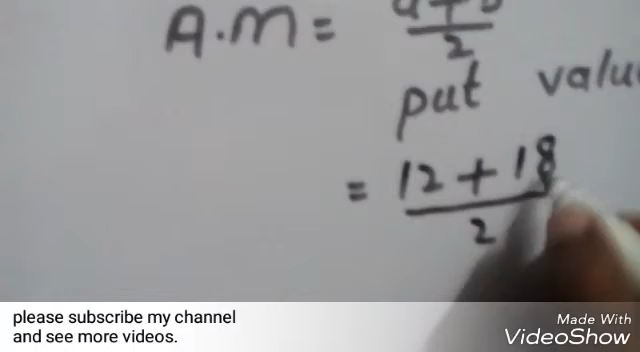 A.M = a+b
2
put
= 12 + 18
2
please subscribe my channel
and see more videos.
Made With
VideoShow